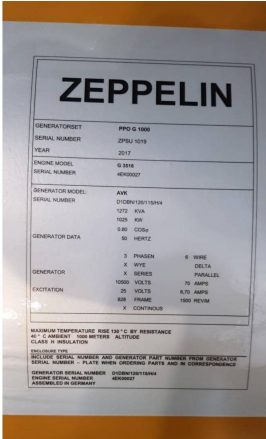 ZEPPELIN
GENERATORSET PPO G 1000
SERIAL NUMBER ZPSU 1019
YEAR 2017
ENGINE MODEL G 3516
SERIAL NUMBER 4EK00027
GENERATOR MODEL: AVK
SERIAL NUMBER D1DBN/120/115/H/4
1272 KVA
1025 KW
0.80 COSφ
GENERATOR DATA 50 HERTZ
3 PHASEN 6 WIRE
X WYE DELTA
GENERATOR X SERIES PARALLEL
10500 VOLTS 70 AMPS
EXCITATION 25 VOLTS 6,70 AMPS
828 FRAME 1500 REV/M
X CONTINOUS
MAXIMUM TEMPERATURE RISE 130 ° C BY RESISTANCE
40 ° C AMBIENT 1000 METERS ALTITUDE
CLASS H INSULATION
ENCLOSURE TYPE
INCLUDE SERIAL NUMBER AND GENERATOR PART NUMBER FROM GENERATOR
SERIAL NUMBER - PLATE WHEN ORDERING PARTS AND IN CORRESPONDENCE
GENERATOR SERIAL NUMBER D1DBN/120/115/H/4
ENGINE SERIAL NUMBER 4EK00027
ASSEMBLED IN GERMANY